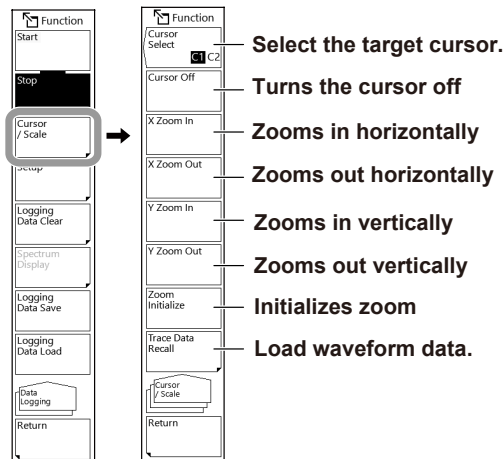 Function
Start
Stop
Cursor
/ Scale
Setup
Logging
Data Clear
Spectrum
Display
Logging
Data Save
Logging
Data Load
Data
Logging
Return
Function
Cursor
Select
C1 C2
Cursor Off
X Zoom In
X Zoom Out
Y Zoom In
Y Zoom Out
Zoom
Initialize
Trace Data
Recall
Cursor
/ Scale
Return
Select the target cursor.
Turns the cursor off
Zooms in horizontally
Zooms out horizontally
Zooms in vertically
Zooms out vertically
Initializes zoom
Load waveform data.